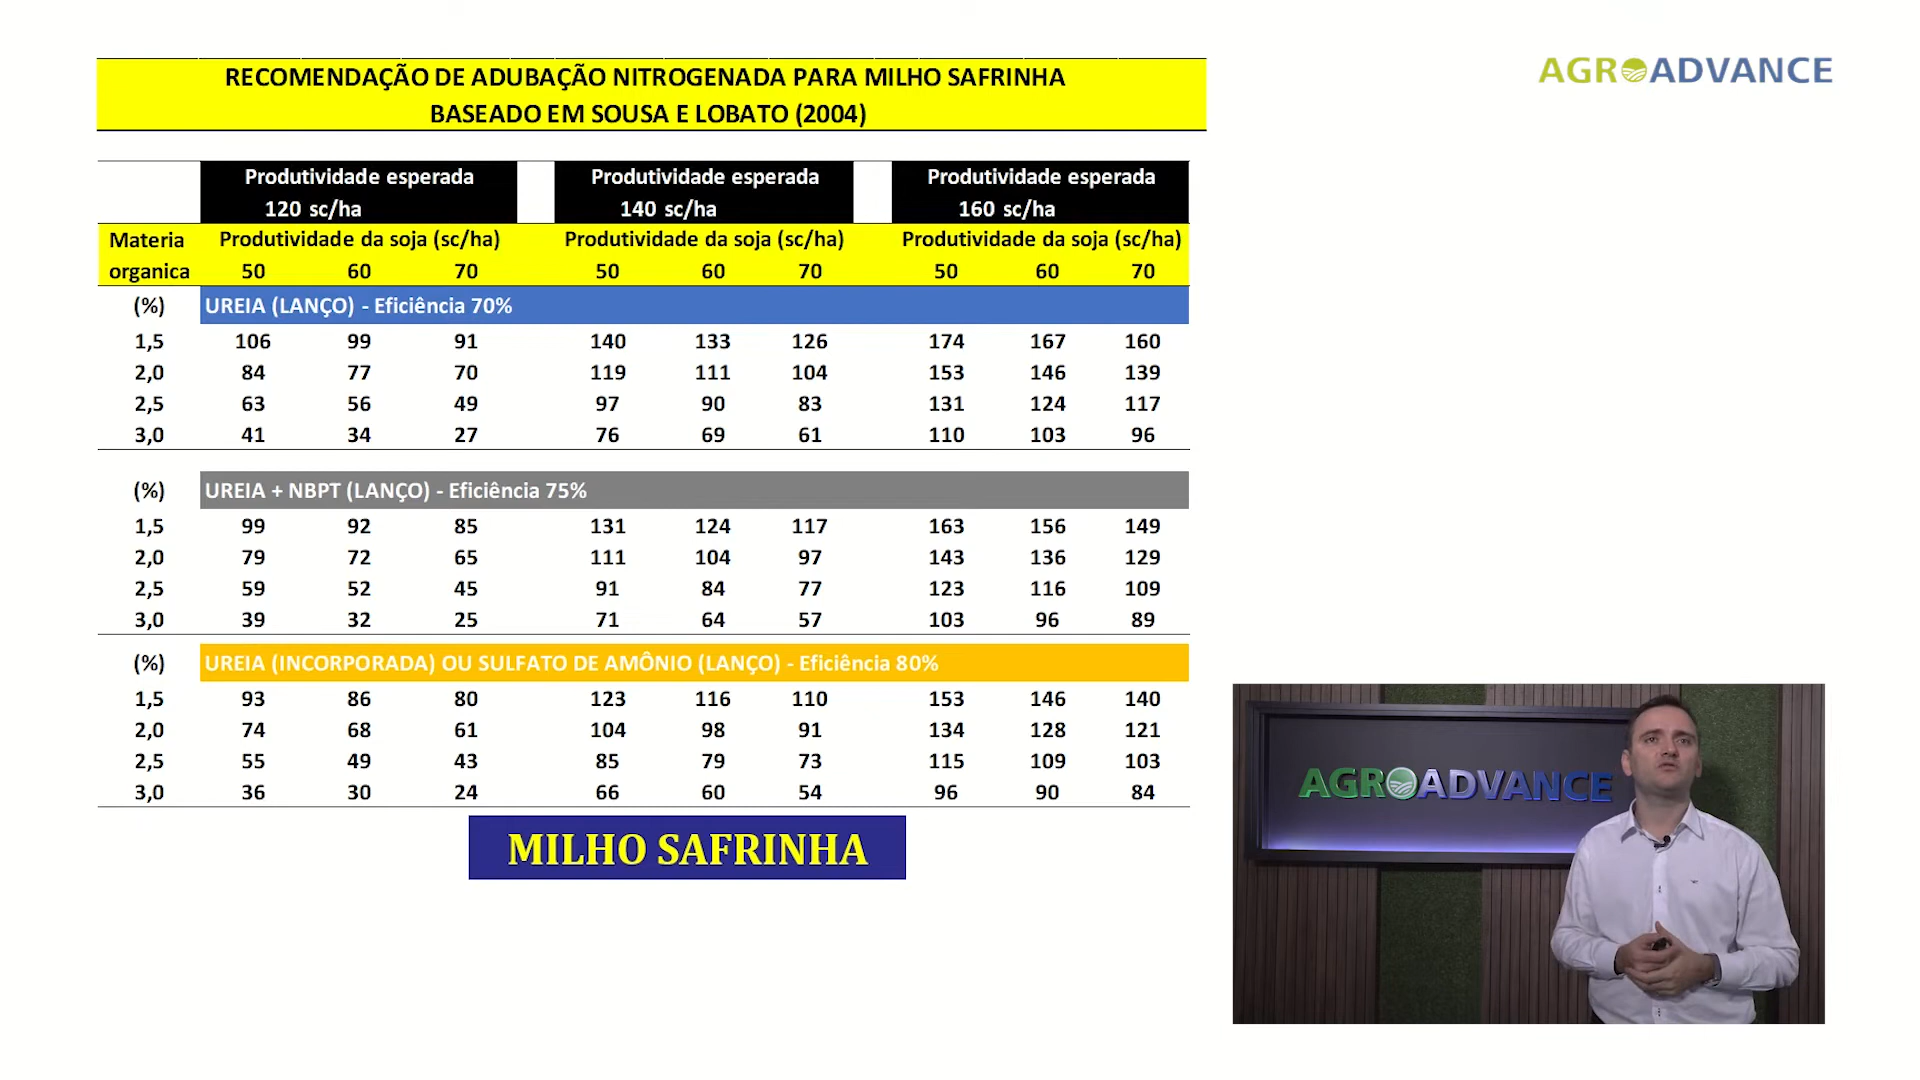 RECOMENDAÇÃO DE ADUBAÇÃO NITROGENADA PARA MILHO SAFRINHA
BASEADO EM SOUSA E LOBATO (2004)
AGROADVANCE
Produtividade esperada Produtividade esperada Produtividade esperada
120 sc/ha 140 sc/ha 160 sc/ha
Materia Produtividade da soja (sc/ha) Produtividade da soja (sc/ha) Produtividade da soja (sc/ha)
organica 50 60 70 50 60 70 50 60 70
(%) UREIA (LANÇO) - Eficiência 70%
1,5 106 99 91 140 133 126 174 167 160
2,0 84 77 70 119 111 104 153 146 139
2,5 63 56 49 97 90 83 131 124 117
3,0 41 34 27 76 69 61 110 103 96
(%) UREIA + NBPT (LANÇO) - Eficiência 75%
1,5 99 92 85 131 124 117 163 156 149
2,0 79 72 65 111 104 97 143 136 129
2,5 59 52 45 91 84 77 123 116 109
3,0 39 32 25 71 64 57 103 96 89
(%) UREIA (INCORPORADA) OU SULFATO DE AMÔNIO (LANÇO) - Eficiência 80%
1,5 93 86 80 123 116 110 153 146 140
2,0 74 68 61 104 98 91 134 128 121
2,5 55 49 43 85 79 73 115 109 103
3,0 36 30 24 66 60 54 96 90 84
MILHO SAFRINHA
AGROADVANCE